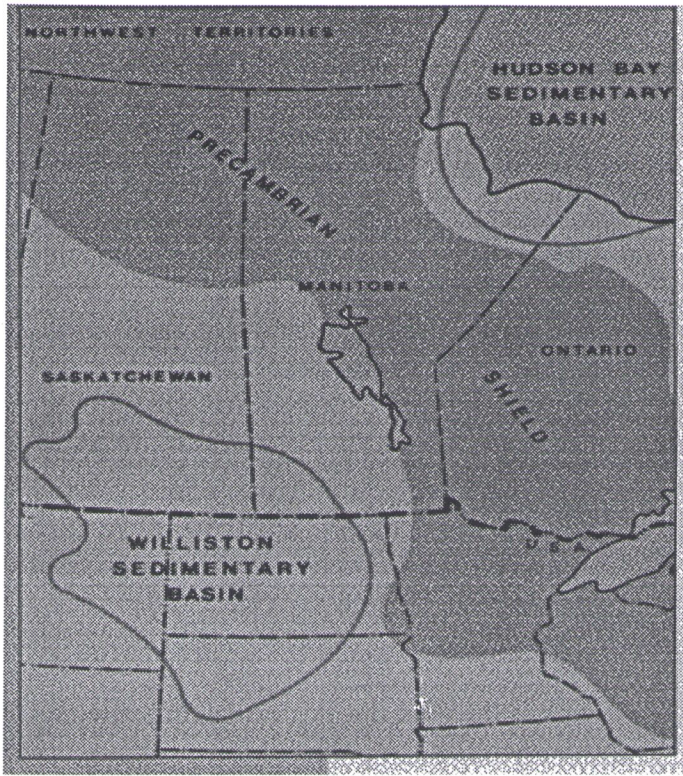 NORTHWEST TERRITORIES
HUDSON BAY
SEDIMENTARY
BASIN
PRECAMBRIAN
MANITOBA
ONTARIO
SASKATCHEWAN
SHIELD
WILLISTON
SEDIMENTARY
BASIN
U.S.A.